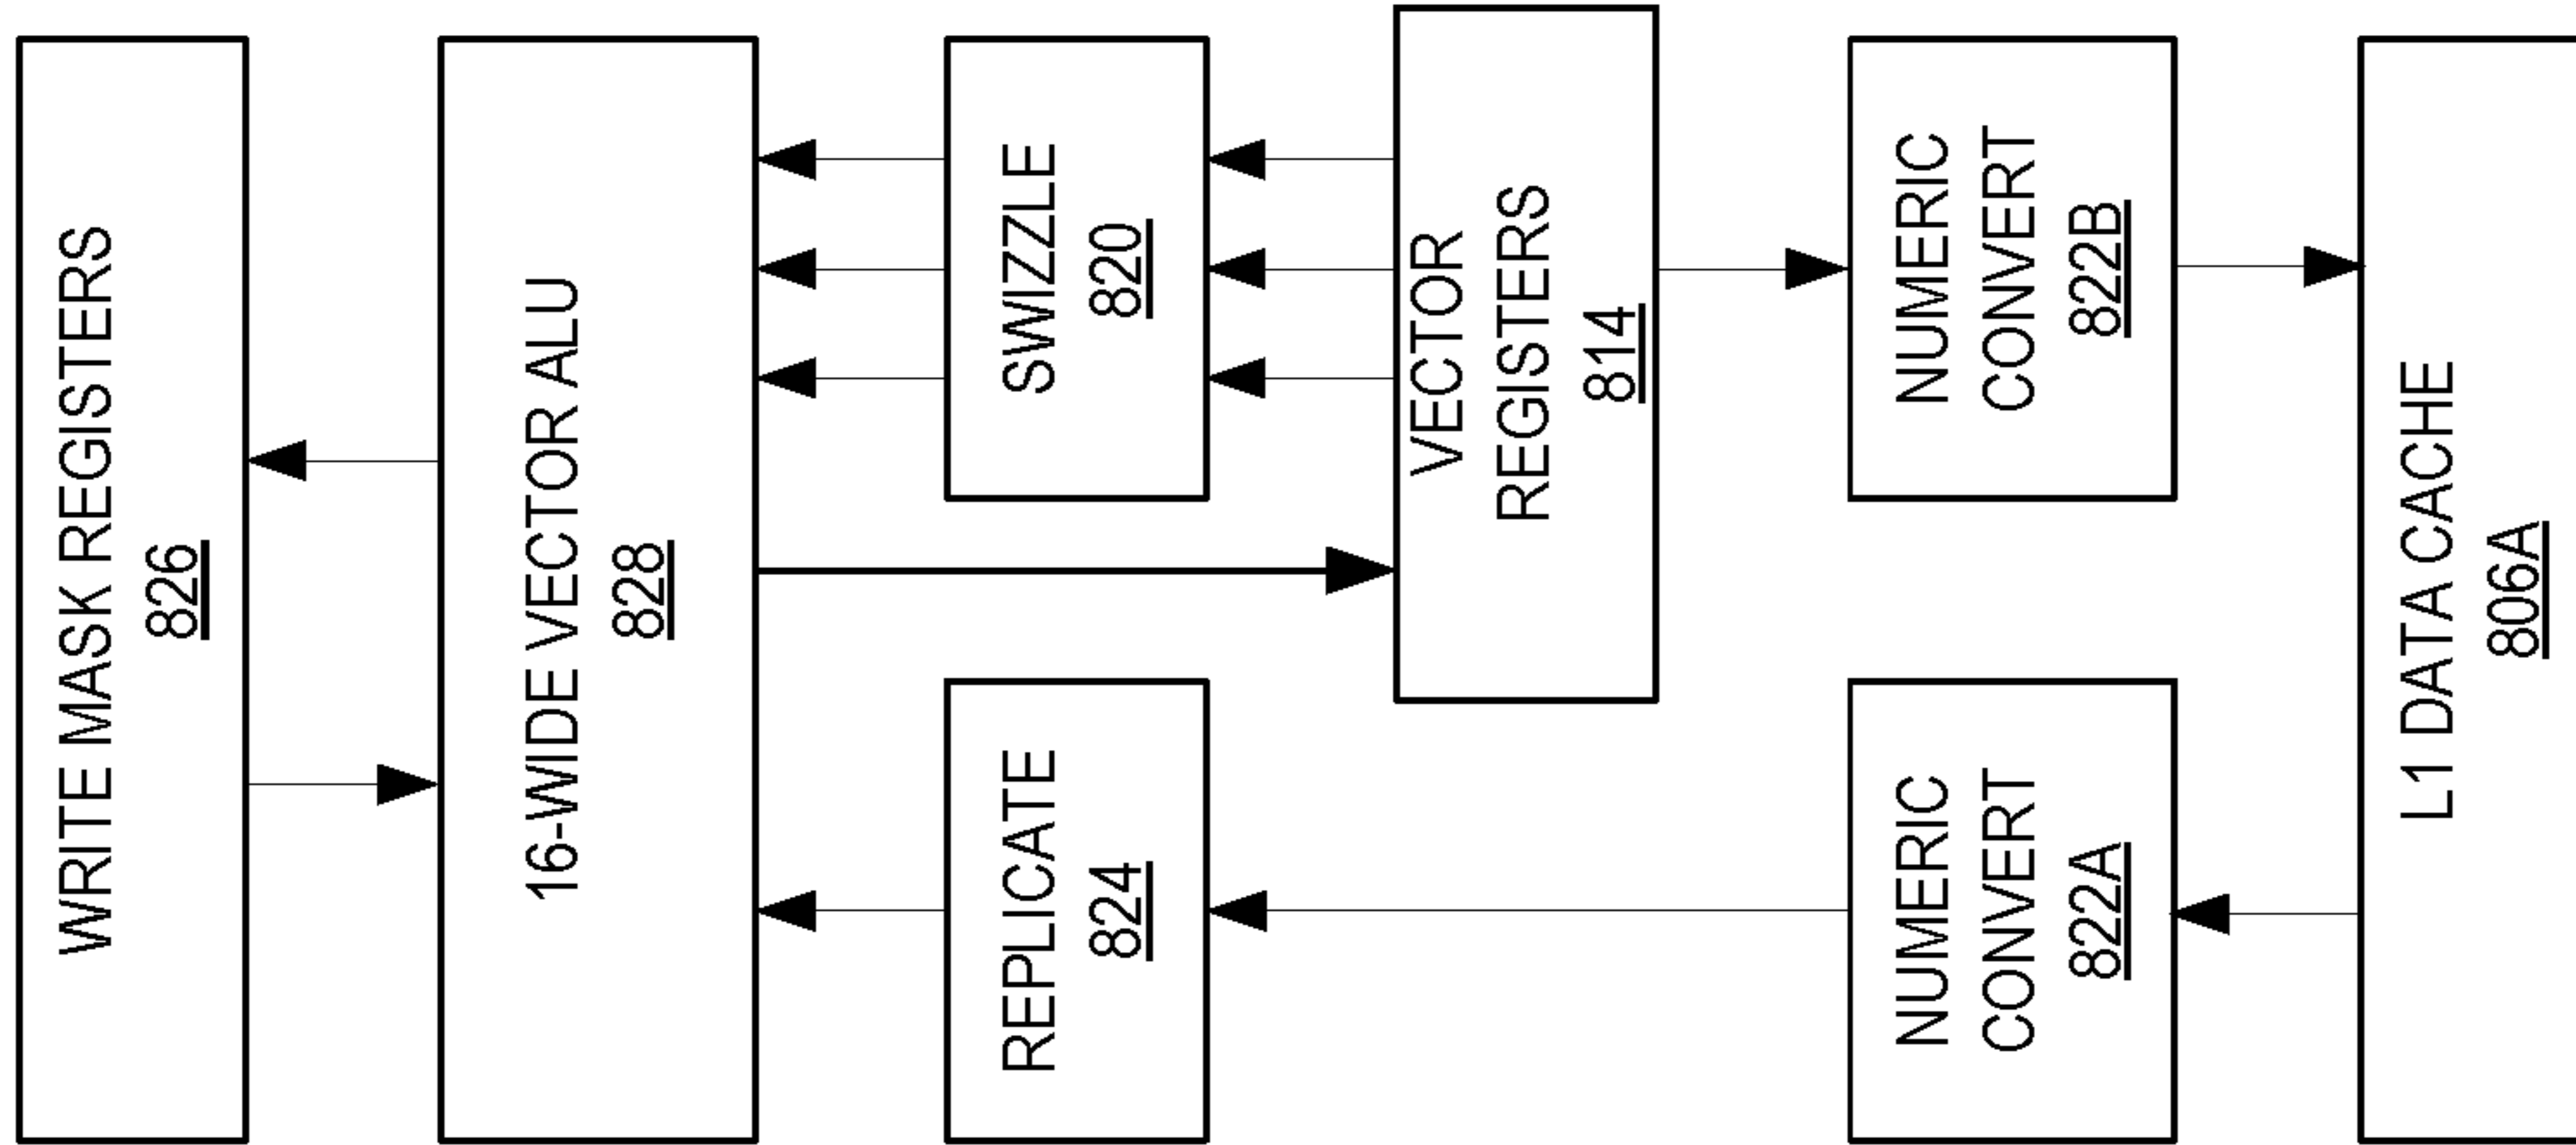 WRITE MASK REGISTERS
826
16-WIDE VECTOR ALU
828
REPLICATE
824
SWIZZLE
820
VECTOR
REGISTERS
814
NUMERIC
CONVERT
822A
NUMERIC
CONVERT
822B
L1 DATA CACHE
806A